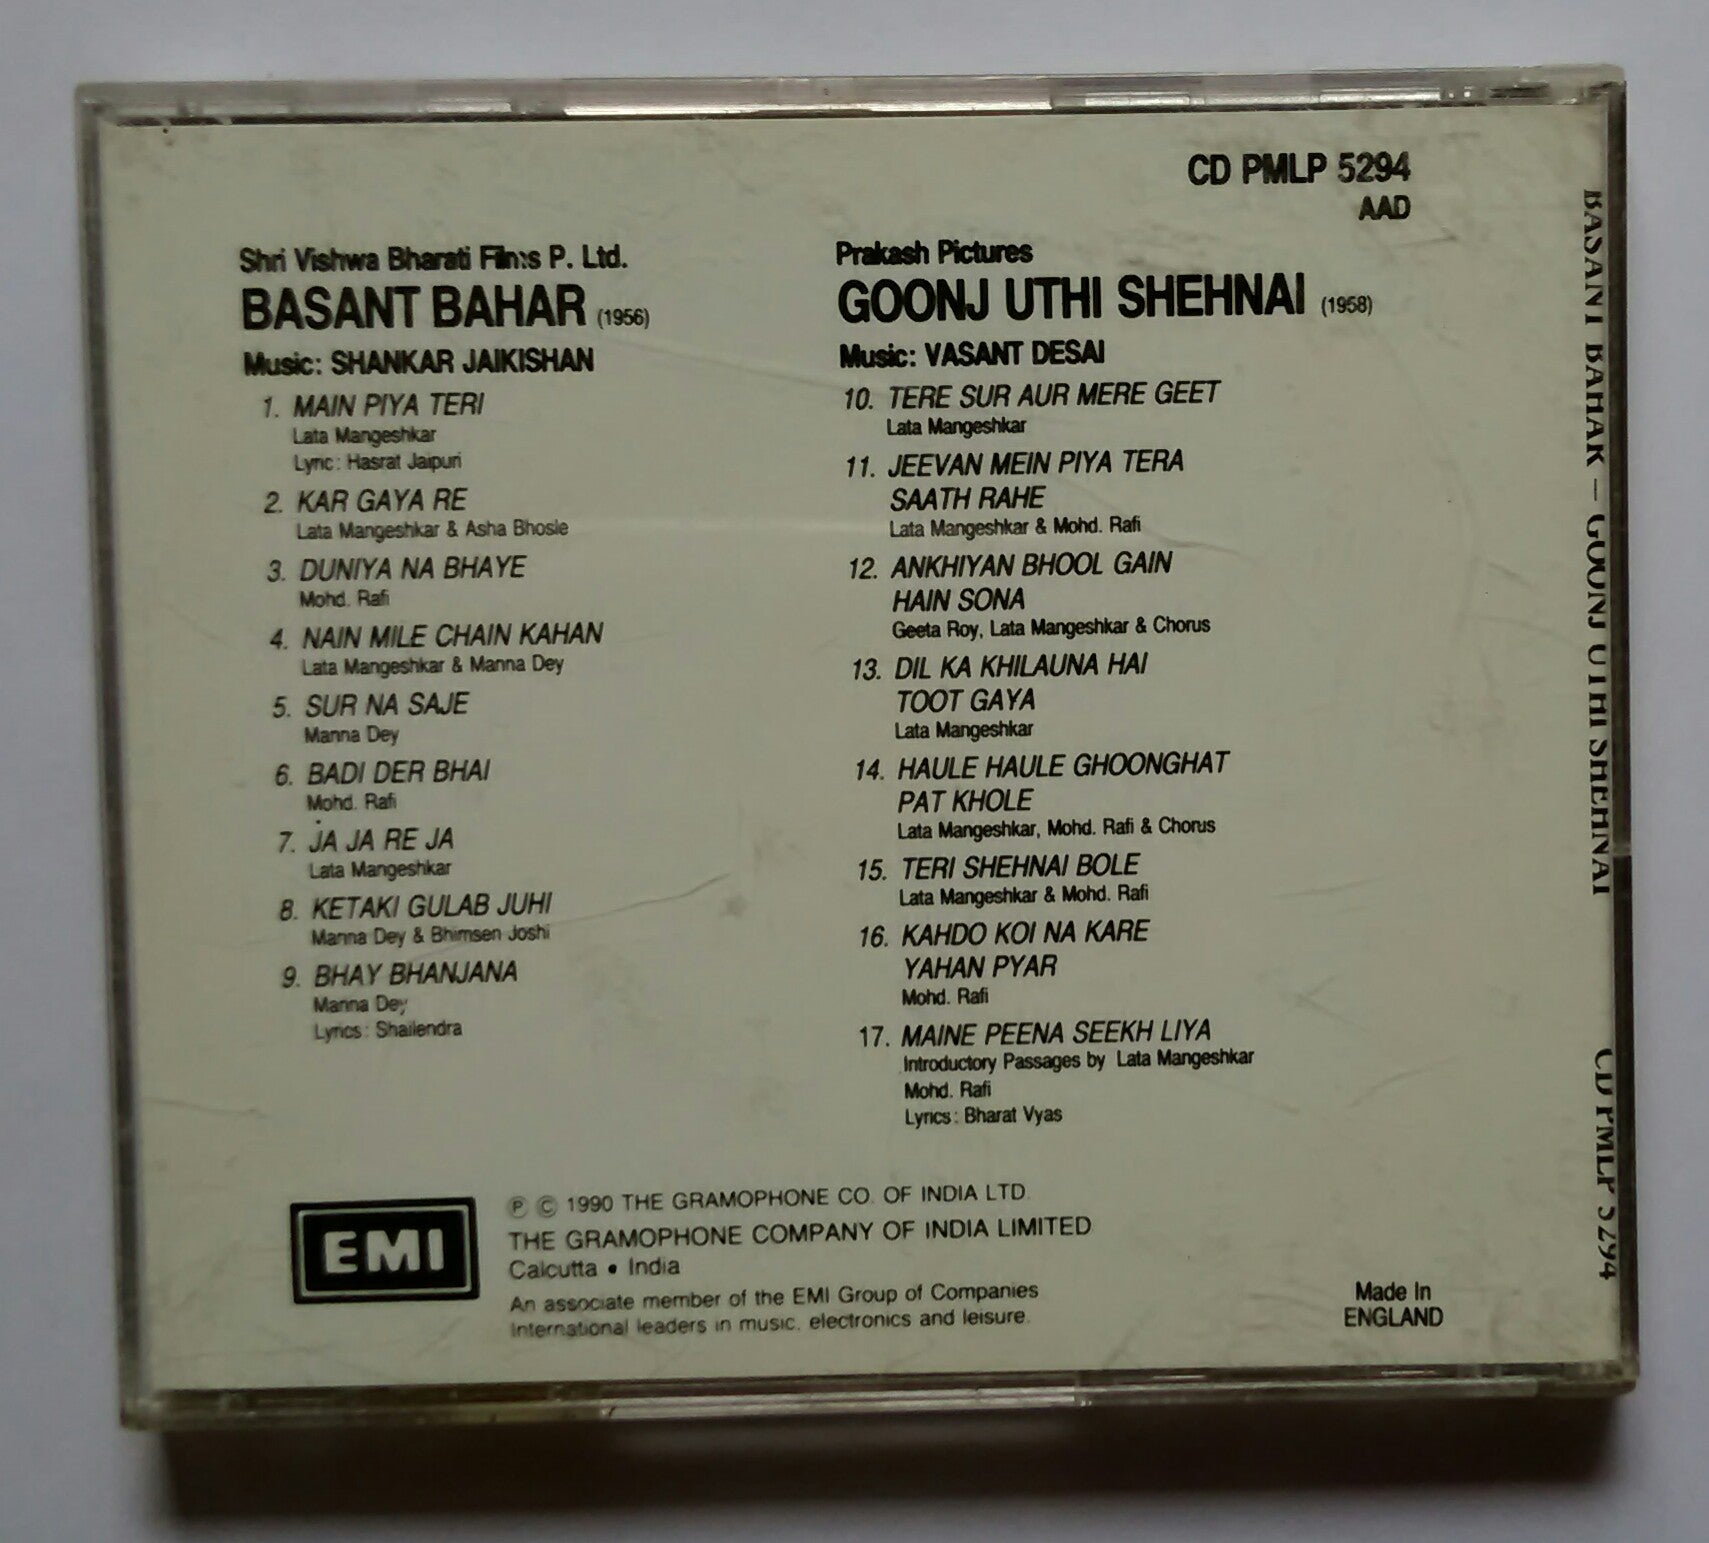 CD PMLP 5294
AAD
Shri Vishwa Bharati Films P. Ltd.
BASANT BAHAR (1956)
Music: SHANKAR JAIKISHAN
1. MAIN PIYA TERI
Lata Mangeshkar
Lyric: Hasrat Jaipuri
2. KAR GAYA RE
Lata Mangeshkar & Asha Bhosle
3. DUNIYA NA BHAYE
Mohd. Rafi
4. NAIN MILE CHAIN KAHAN
Lata Mangeshkar & Manna Dey
5. SUR NA SAJE
Manna Dey
6. BADI DER BHAI
Mohd. Rafi
7. JA JA RE JA
Lata Mangeshkar
8. KETAKI GULAB JUHI
Manna Dey & Bhimsen Joshi
9. BHAY BHANJANA
Manna Dey
Lyrics: Shailendra
Prakash Pictures
GOONJ UTHI SHEHNAI (1958)
Music: VASANT DESAI
10. TERE SUR AUR MERE GEET
Lata Mangeshkar
11. JEEVAN MEIN PIYA TERA
SAATH RAHE
Lata Mangeshkar & Mohd. Rafi
12. ANKHIYAN BHOOL GAIN
HAIN SONA
Geeta Roy, Lata Mangeshkar & Chorus
13. DIL KA KHILAUNA HAI
TOOT GAYA
Lata Mangeshkar
14. HAULE HAULE GHOONGHAT
PAT KHOLE
Lata Mangeshkar, Mohd. Rafi & Chorus
15. TERI SHEHNAI BOLE
Lata Mangeshkar & Mohd. Rafi
16. KAHDO KOI NA KARE
YAHAN PYAR
Mohd. Rafi
17. MAINE PEENA SEEKH LIYA
Introductory Passages by Lata Mangeshkar
Mohd. Rafi
Lyrics: Bharat Vyas
EMI
℗ © 1990 THE GRAMOPHONE CO. OF INDIA LTD.
THE GRAMOPHONE COMPANY OF INDIA LIMITED
Calcutta • India
An associate member of the EMI Group of Companies
International leaders in music, electronics and leisure.
Made In
ENGLAND
BASANT BAHAR – GOONJ UTHI SHEHNAI CD PMLP 5294